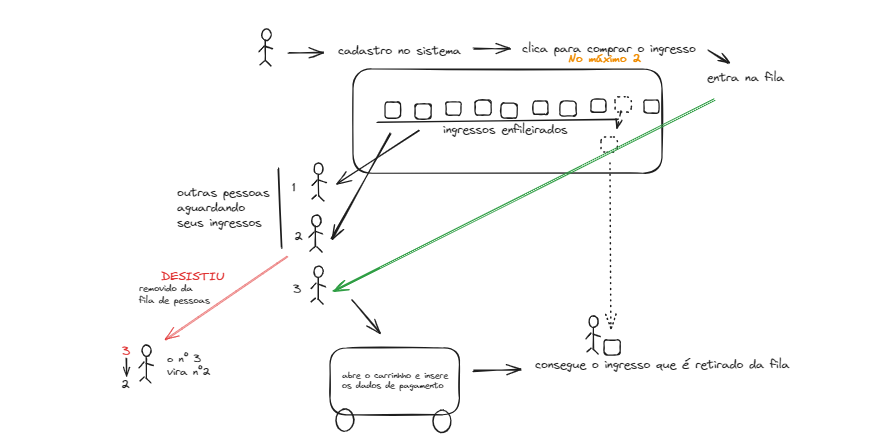 cadastro no sistema
clica para comprar o ingresso
No máximo 2
entra na fila
ingressos enfileirados
1
outras pessoas
aguardando
seus ingressos
2
DESISTIU
removido da
fila de pessoas
3
3
2
o nº 3
vira nº2
abre o carrinhho e insere
os dados de pagamento
consegue o ingresso que é retirado da fila